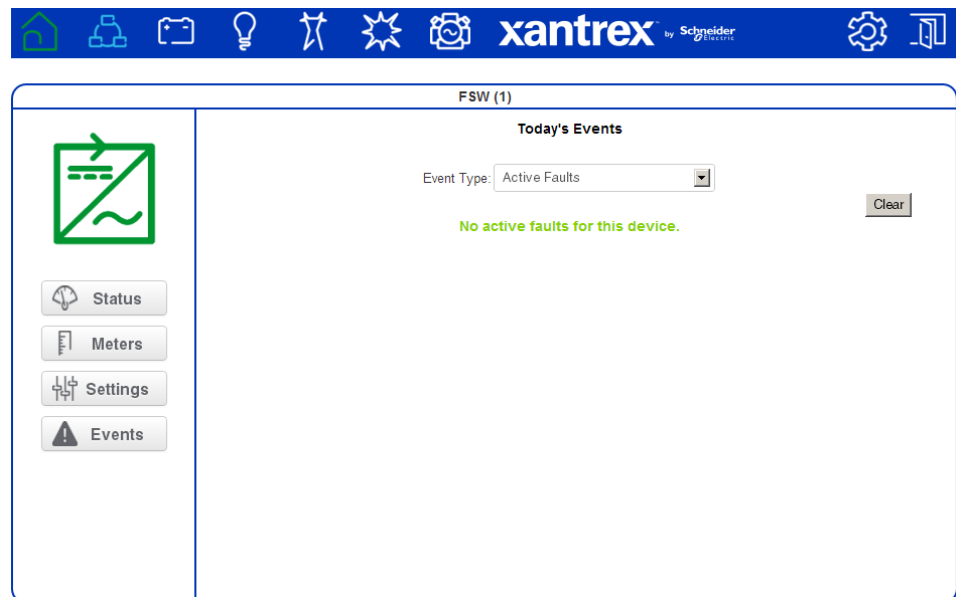 xantrex by Schneider Electric
FSW (1)
Today's Events
Event Type: Active Faults
Clear
No active faults for this device.
Status
Meters
Settings
Events